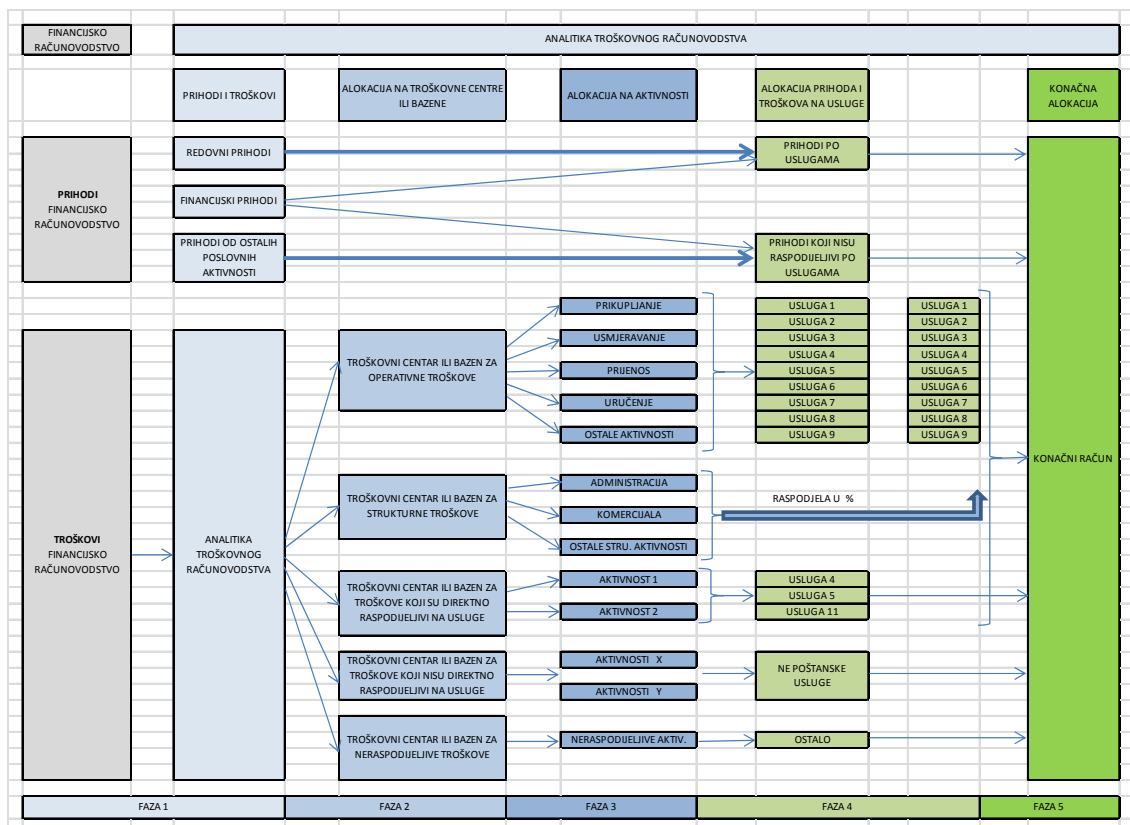 FINANCIJSKO
RAČUNOVODSTVO
ANALITIKA TROŠKOVNOG RAČUNOVODSTVA
PRIHODI I TROŠKOVI
ALOKACIJA NA TROŠKOVNE CENTRE
ILI BAZENE
ALOKACIJA NA AKTIVNOSTI
ALOKACIJA PRIHODA I
TROŠKOVA NA USLUGE
KONAČNA
ALOKACIJA
PRIHODI
FINANCIJSKO
RAČUNOVODSTVO
REDOVNI PRIHODI
FINANCIJSKI PRIHODI
PRIHODI OD OSTALIH
POSLOVNIH
AKTIVNOSTI
PRIHODI PO
USLUGAMA
PRIHODI KOJI NISU
RASPODIJELJIVI PO
USLUGAMA
TROŠKOVI
FINANCIJSKO
RAČUNOVODSTVO
ANALITIKA
TROŠKOVNOG
RAČUNOVODSTVA
TROŠKOVNI CENTAR ILI BAZEN ZA
OPERATIVNE TROŠKOVE
PRIKUPLJANJE
USMJERAVANJE
PRIJENOS
URUČENJE
OSTALE AKTIVNOSTI
USLUGA 1
USLUGA 2
USLUGA 3
USLUGA 4
USLUGA 5
USLUGA 6
USLUGA 7
USLUGA 8
USLUGA 9
USLUGA 1
USLUGA 2
USLUGA 3
USLUGA 4
USLUGA 5
USLUGA 6
USLUGA 7
USLUGA 8
USLUGA 9
KONAČNI RAČUN
TROŠKOVNI CENTAR ILI BAZEN ZA
STRUKTURNE TROŠKOVE
ADMINISTRACIJA
KOMERCIJALA
OSTALE STRU. AKTIVNOSTI
RASPODJELA U %
TROŠKOVNI CENTAR ILI BAZEN ZA
TROŠKOVE KOJI SU DIREKTNO
RASPODIJELJIVI NA USLUGE
AKTIVNOST 1
AKTIVNOST 2
USLUGA 4
USLUGA 5
USLUGA 11
TROŠKOVNI CENTAR ILI BAZEN ZA
TROŠKOVE KOJI NISU DIREKTNO
RASPODIJELJIVI NA USLUGE
AKTIVNOSTI X
AKTIVNOSTI Y
NE POŠTANSKE
USLUGE
TROŠKOVNI CENTAR ILI BAZEN ZA
NERASPODIJELJIVE TROŠKOVE
NERASPODIJELJIVE AKTIV.
OSTALO
FAZA 1
FAZA 2
FAZA 3
FAZA 4
FAZA 5